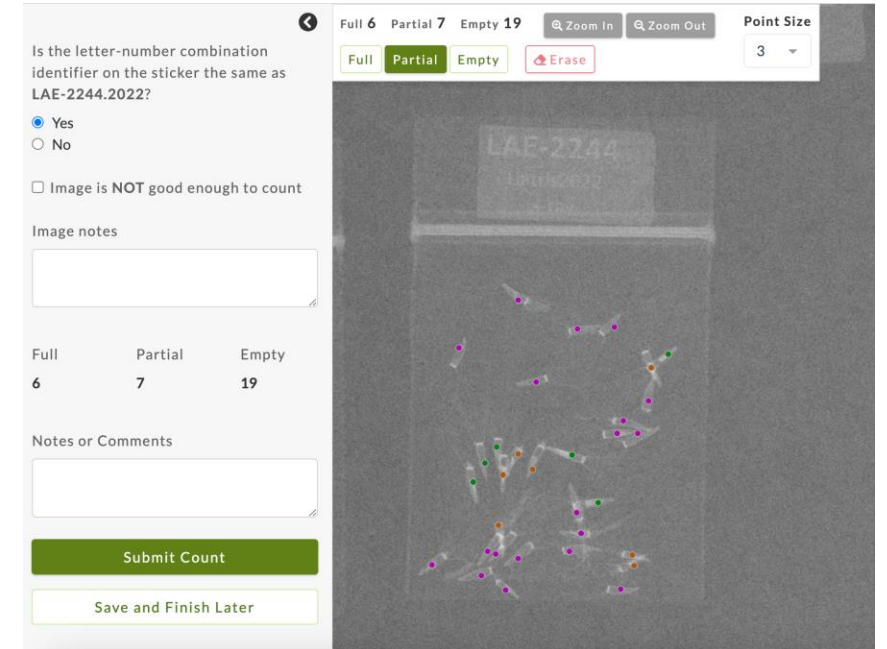 Is the letter-number combination
identifier on the sticker the same as
LAE-2244.2022?
Yes
No
Image is NOT good enough to count
Image notes
Full Partial Empty
6 7 19
Notes or Comments
Submit Count
Save and Finish Later
Full 6 Partial 7 Empty 19
Zoom In
Zoom Out
Point Size
3
Full
Partial
Empty
Erase
LAE-2244